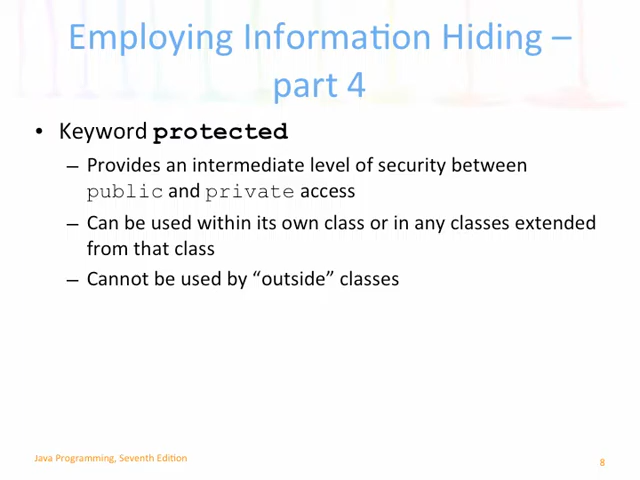 Employing Information Hiding –
part 4
• Keyword protected
– Provides an intermediate level of security between
public and private access
– Can be used within its own class or in any classes extended
from that class
– Cannot be used by “outside” classes
Java Programming, Seventh Edition
8